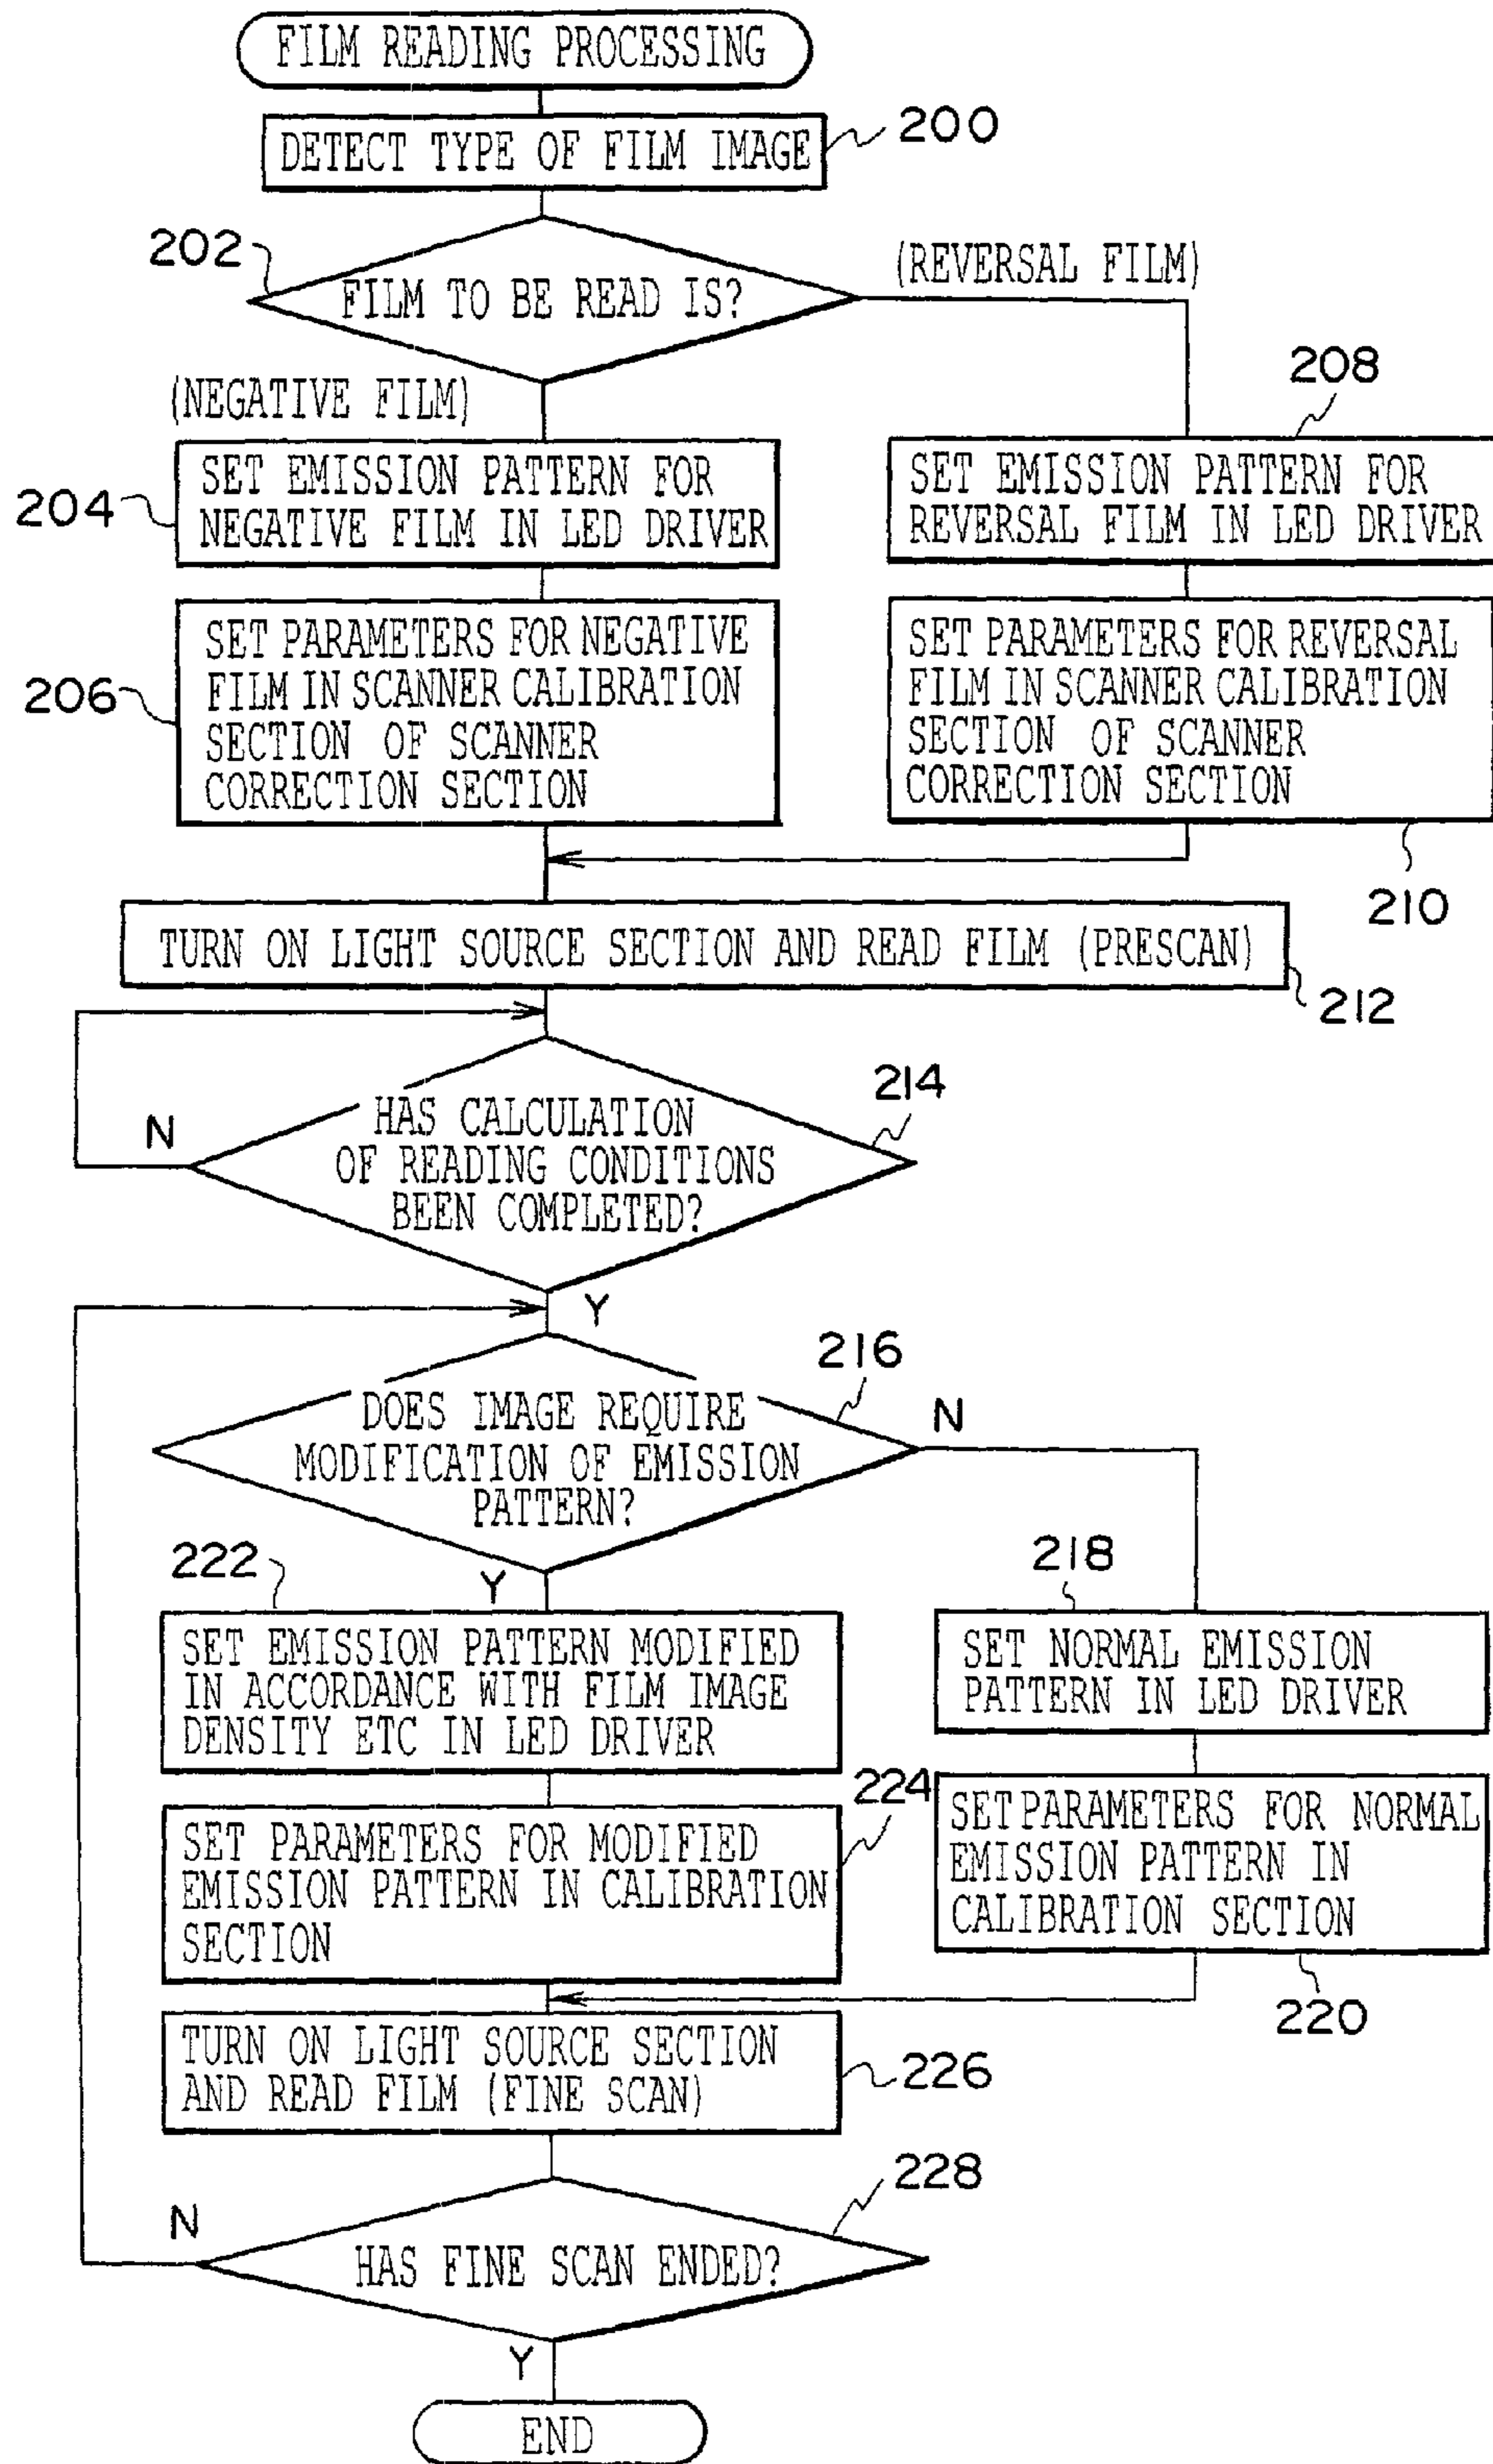 FILM READING PROCESSING
DETECT TYPE OF FILM IMAGE
200
202
FILM TO BE READ IS?
(REVERSAL FILM)
(NEGATIVE FILM)
204
SET EMISSION PATTERN FOR
NEGATIVE FILM IN LED DRIVER
208
SET EMISSION PATTERN FOR
REVERSAL FILM IN LED DRIVER
206
SET PARAMETERS FOR NEGATIVE
FILM IN SCANNER CALIBRATION
SECTION OF SCANNER
CORRECTION SECTION
SET PARAMETERS FOR REVERSAL
FILM IN SCANNER CALIBRATION
SECTION OF SCANNER
CORRECTION SECTION
210
TURN ON LIGHT SOURCE SECTION AND READ FILM (PRESCAN)
212
214
N
HAS CALCULATION
OF READING CONDITIONS
BEEN COMPLETED?
Y
216
N
DOES IMAGE REQUIRE
MODIFICATION OF EMISSION
PATTERN?
222
Y
218
SET EMISSION PATTERN MODIFIED
IN ACCORDANCE WITH FILM IMAGE
DENSITY ETC IN LED DRIVER
SET NORMAL EMISSION
PATTERN IN LED DRIVER
224
SET PARAMETERS FOR MODIFIED
EMISSION PATTERN IN CALIBRATION
SECTION
SET PARAMETERS FOR NORMAL
EMISSION PATTERN IN
CALIBRATION SECTION
220
TURN ON LIGHT SOURCE SECTION
AND READ FILM (FINE SCAN)
226
228
N
HAS FINE SCAN ENDED?
Y
END